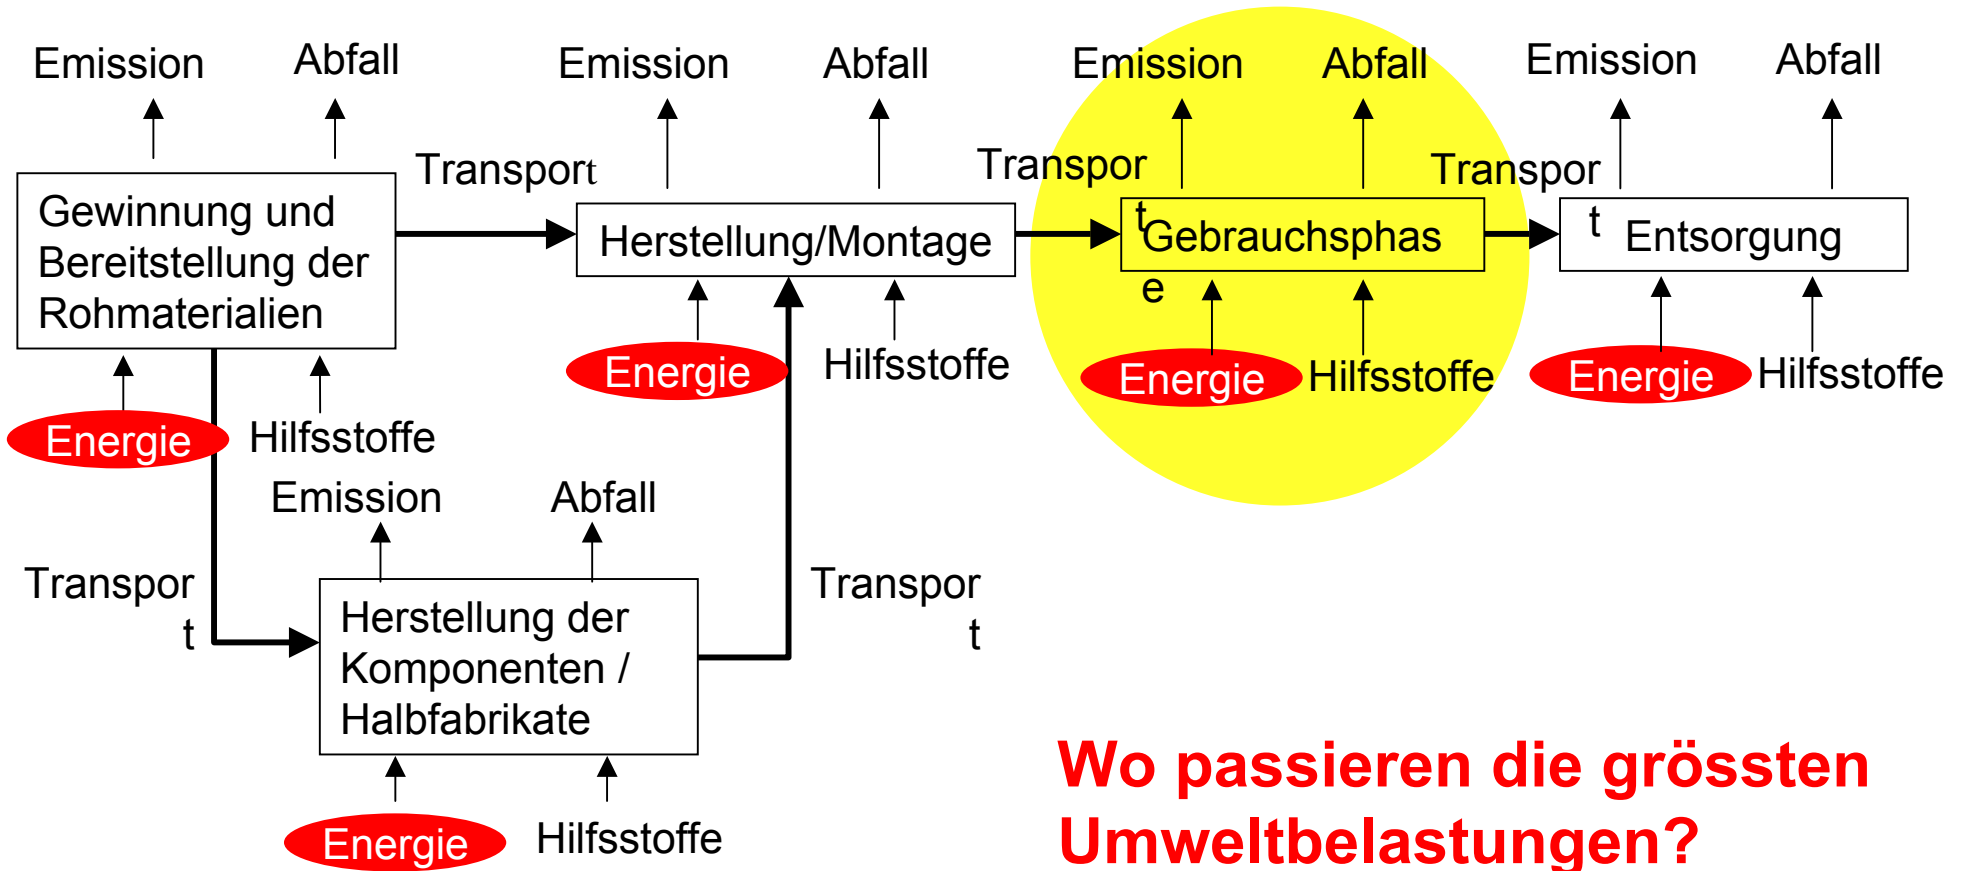 Emission
Abfall
Emission
Abfall
Emission
Abfall
Emission
Abfall
Transport
Transpor
t
Transpor
t
Gewinnung und
Bereitstellung der
Rohmaterialien
Herstellung/Montage
Gebrauchsphas
e
Entsorgung
Energie
Hilfsstoffe
Energie
Hilfsstoffe
Energie
Hilfsstoffe
Energie
Hilfsstoffe
Emission
Abfall
Transpor
t
Transpor
t
Herstellung der
Komponenten /
Halbfabrikate
Energie
Hilfsstoffe
Wo passieren die grössten
Umweltbelastungen?